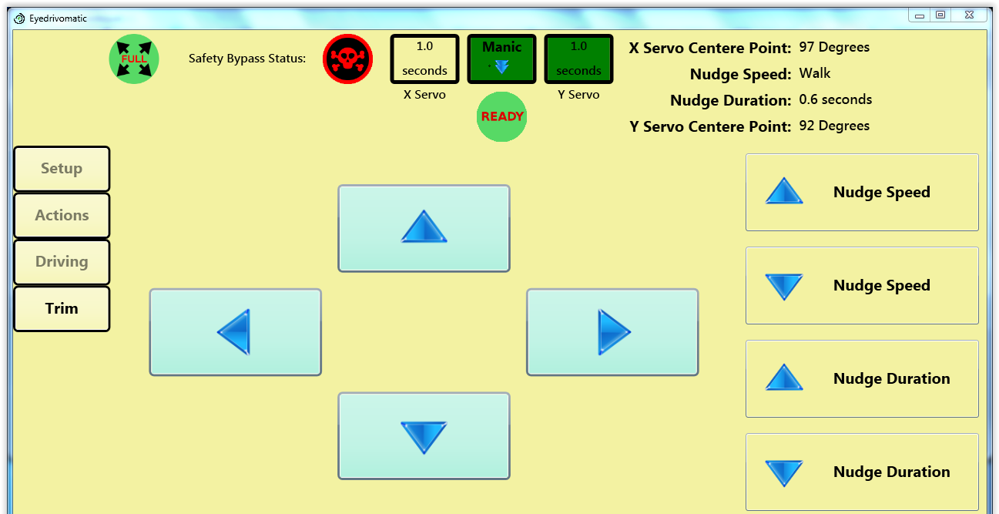 Eyedrivomatic
FULL
Safety Bypass Status:
1.0
seconds
X Servo
Manic
READY
1.0
seconds
Y Servo
X Servo Centere Point: 97 Degrees
Nudge Speed: Walk
Nudge Duration: 0.6 seconds
Y Servo Centere Point: 92 Degrees
Setup
Actions
Driving
Trim
Nudge Speed
Nudge Speed
Nudge Duration
Nudge Duration